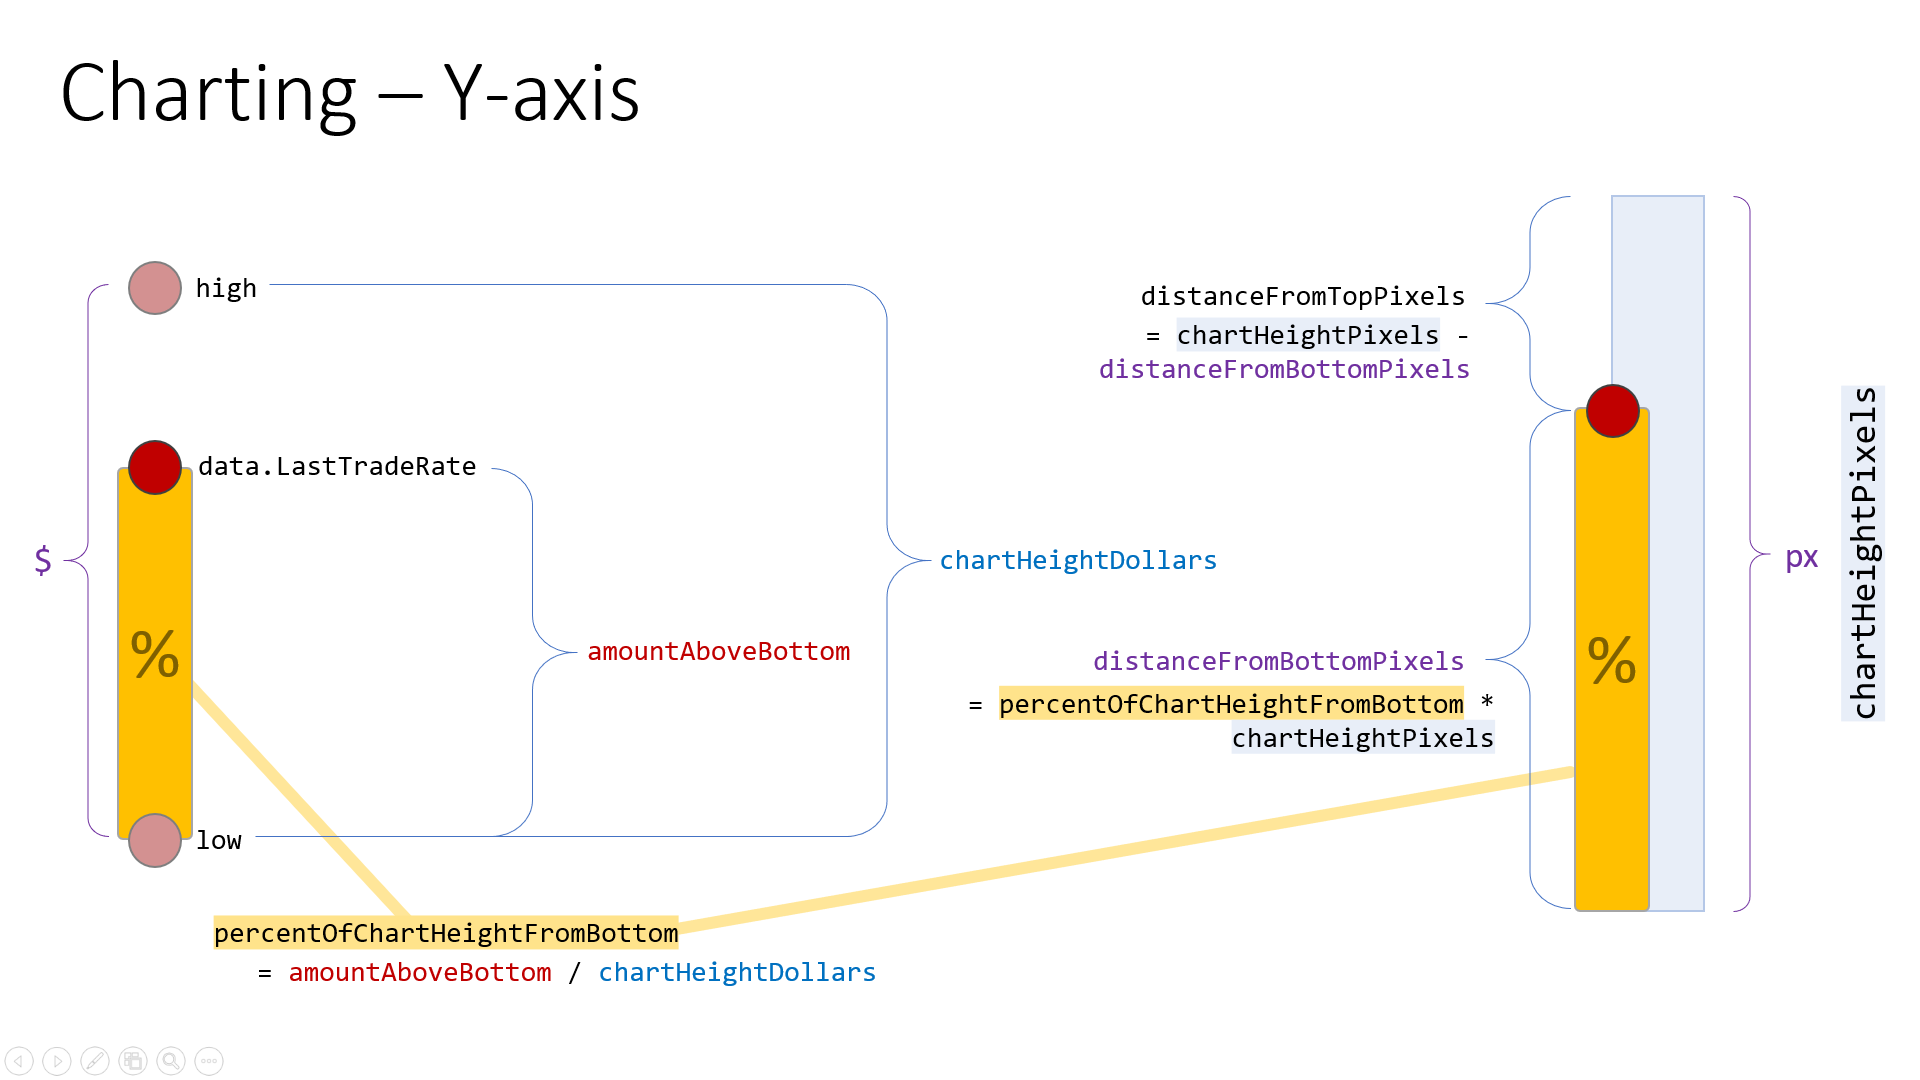 Charting – Y-axis
high
data.LastTradeRate
$
%
low
amountAboveBottom
chartHeightDollars
percentOfChartHeightFromBottom
= amountAboveBottom / chartHeightDollars
distanceFromTopPixels
= chartHeightPixels -
distanceFromBottomPixels
distanceFromBottomPixels
= percentOfChartHeightFromBottom *
chartHeightPixels
%
px
chartHeightPixels